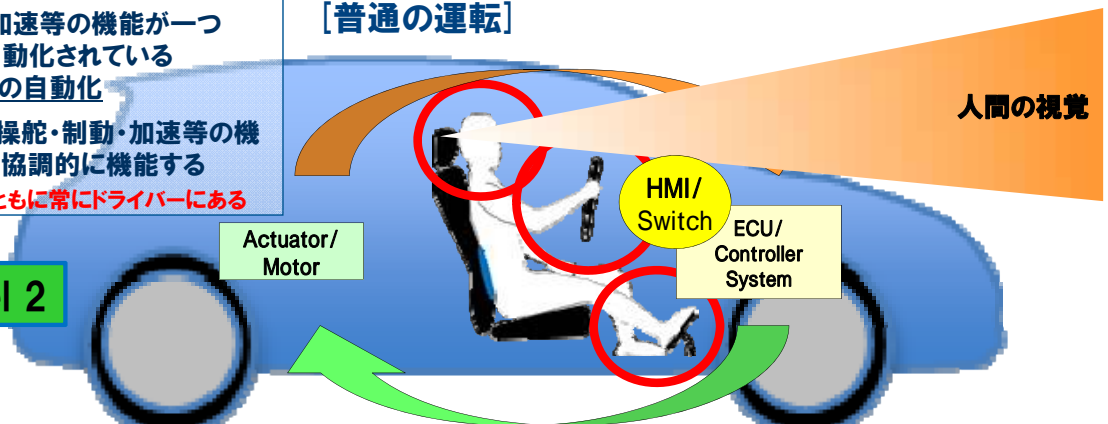 加速等の機能が一つ
動化されている
の自動化
操舵・制動・加速等の機
協調的に機能する
ともに常にドライバーにある
[普通の運転]
人間の視覚
HMI/
Switch
ECU/
Controller
System
Actuator/
Motor
l 2